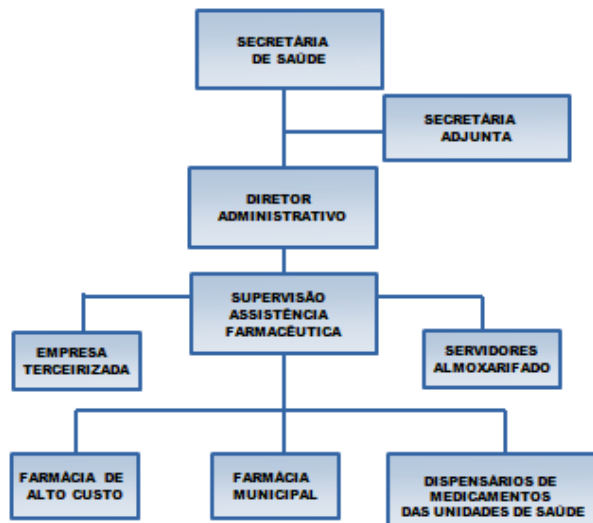 SECRETÁRIA
DE SAÚDE
SECRETÁRIA
ADJUNTA
DIRETOR
ADMINISTRATIVO
SUPERVISÃO
ASSISTÊNCIA
FARMACÊUTICA
EMPRESA
TERCEIRIZADA
SERVIDORES
ALMOXARIFADO
FARMÁCIA DE
ALTO CUSTO
FARMÁCIA
MUNICIPAL
DISPENSÁRIOS DE
MEDICAMENTOS
DAS UNIDADES DE SAÚDE